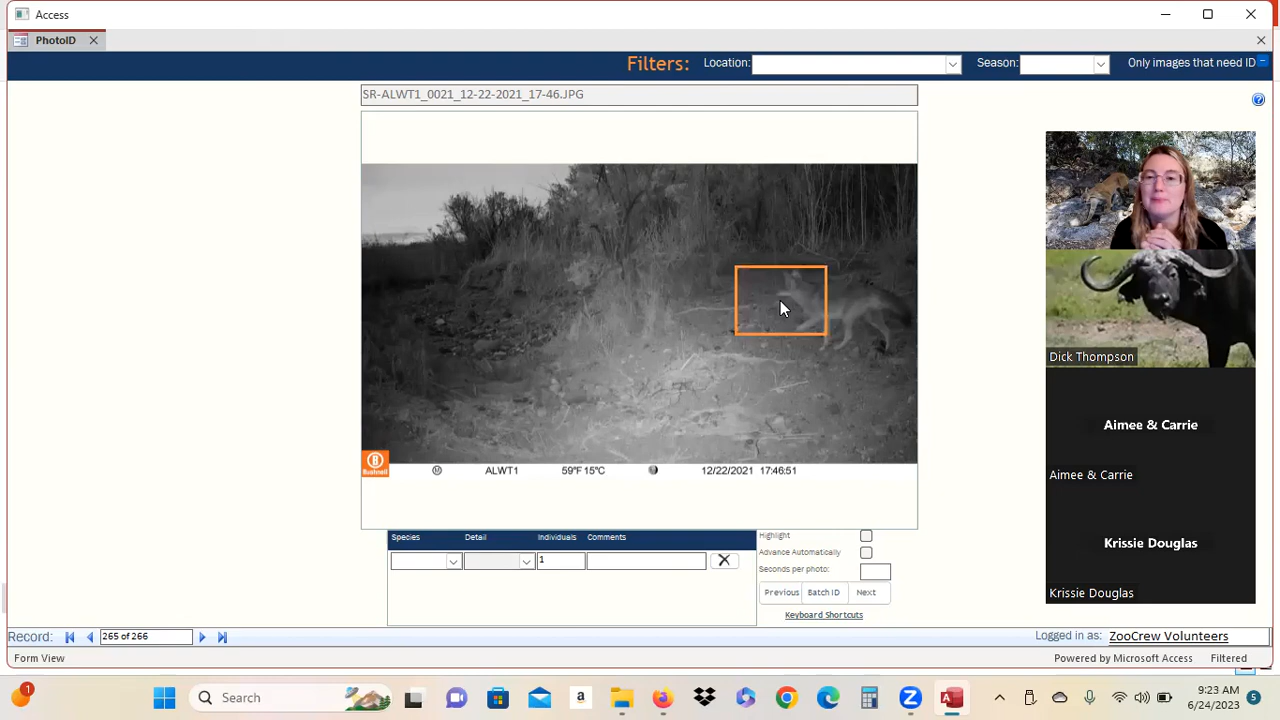 Access
PhotoID
Filters: Location: Season: Only images that need ID
SR-ALWT1_0021_12-22-2021_17-46.JPG
B
Bushnell
M ALWT1 59°F 15°C 12/22/2021 17:46:51
Dick Thompson
Aimee & Carrie
Aimee & Carrie
Krissie Douglas
Krissie Douglas
Species Detail Individuals Comments
1
Highlight
Advance Automatically
Seconds per photo:
Previous Batch ID Next
Keyboard Shortcuts
Record: 265 of 266
Logged in as: ZooCrew Volunteers
Form View
Powered by Microsoft Access Filtered
1
Search
a
9:23 AM
6/24/2023
5